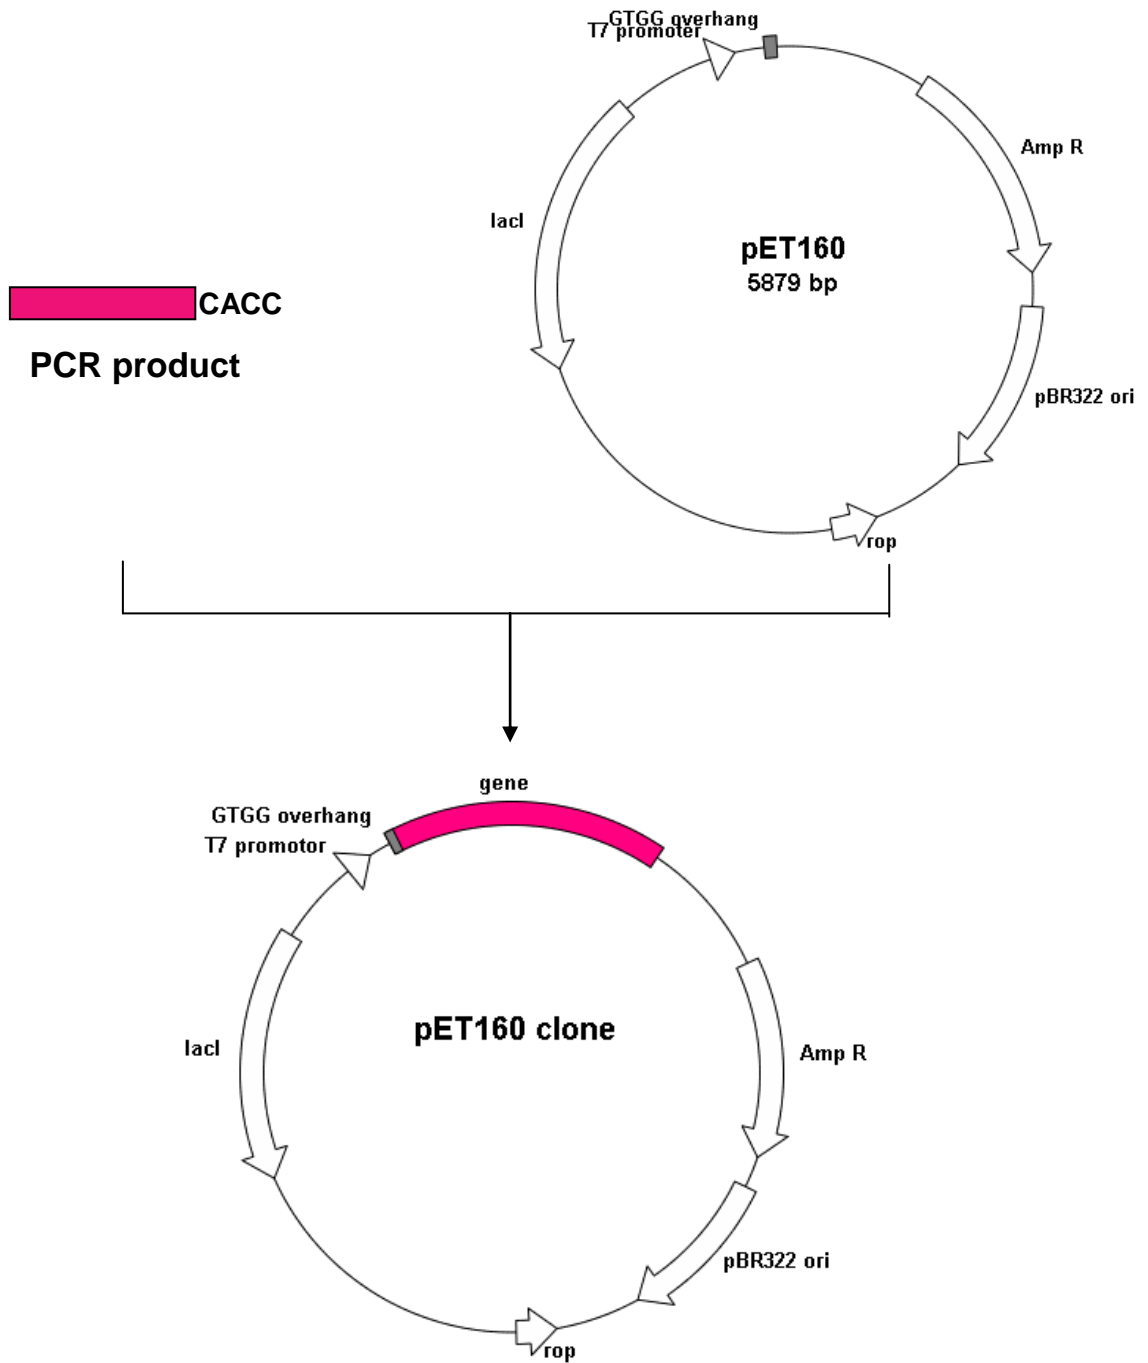 GTGG overhang
T7 promoter
Amp R
lacI
pET160
5879 bp
CACC
PCR product
pBR322 ori
rop
gene
GTGG overhang
T7 promotor
pET160 clone
lacI
Amp R
pBR322 ori
rop